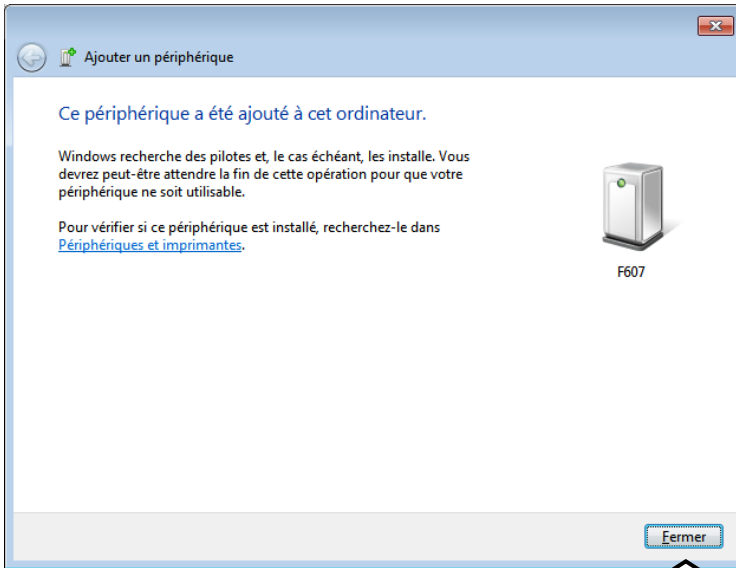 Ajouter un périphérique
Ce périphérique a été ajouté à cet ordinateur.
Windows recherche des pilotes et, le cas échéant, les installe. Vous
devrez peut-être attendre la fin de cette opération pour que votre
périphérique ne soit utilisable.
Pour vérifier si ce périphérique est installé, recherchez-le dans
Périphériques et imprimantes.
F607
Fermer